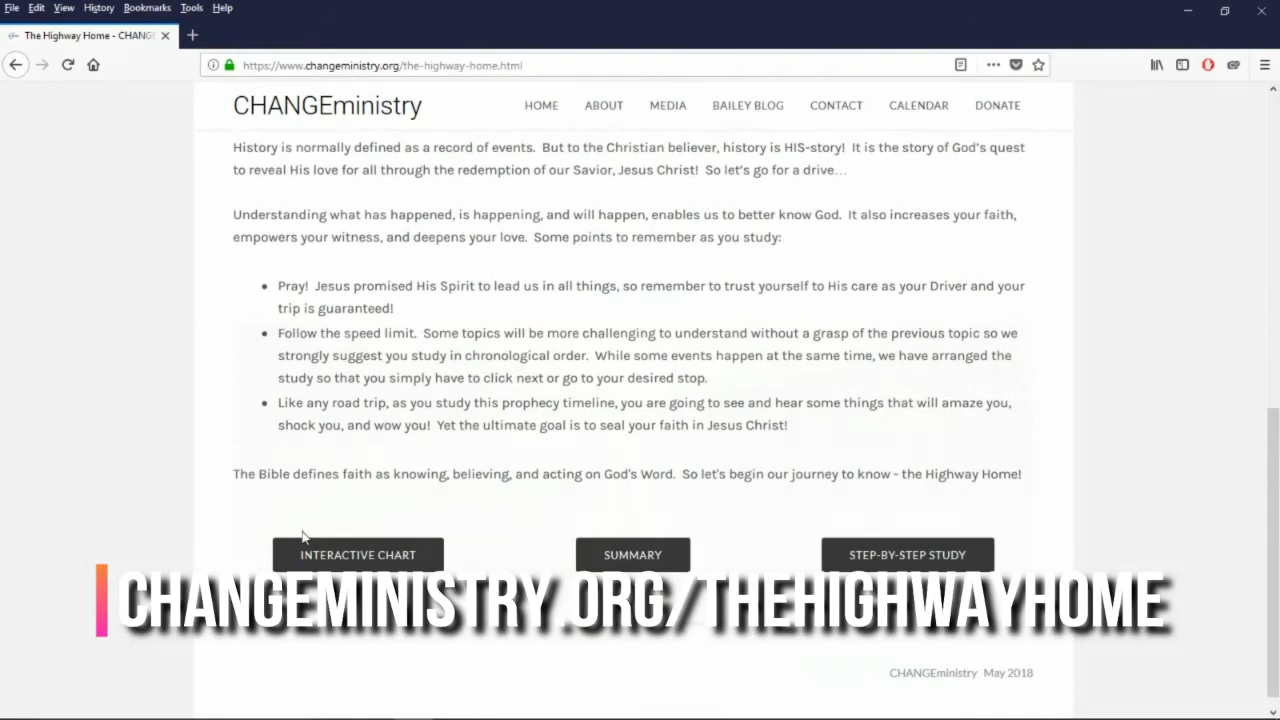 File Edit View History Bookmarks Tools Help
The Highway Home - CHANGE
https://www.changeministry.org/the-highway-home.html
CHANGEministry HOME ABOUT MEDIA BAILEY BLOG CONTACT CALENDAR DONATE
History is normally defined as a record of events. But to the Christian believer, history is HIS-story! It is the story of God's quest
to reveal His love for all through the redemption of our Savior, Jesus Christ! So let's go for a drive...
Understanding what has happened, is happening, and will happen, enables us to better know God. It also increases your faith,
empowers your witness, and deepens your love. Some points to remember as you study:
• Pray! Jesus promised His Spirit to lead us in all things, so remember to trust yourself to His care as your Driver and your
trip is guaranteed!
• Follow the speed limit. Some topics will be more challenging to understand without a grasp of the previous topic so we
strongly suggest you study in chronological order. While some events happen at the same time, we have arranged the
study so that you simply have to click next or go to your desired stop.
• Like any road trip, as you study this prophecy timeline, you are going to see and hear some things that will amaze you,
shock you, and wow you! Yet the ultimate goal is to seal your faith in Jesus Christ!
The Bible defines faith as knowing, believing, and acting on God's Word. So let's begin our journey to know - the Highway Home!
INTERACTIVE CHART SUMMARY STEP-BY-STEP STUDY
CHANGEMINISTRY.ORG/THEHIGHWAYHOME
CHANGEministry May 2018